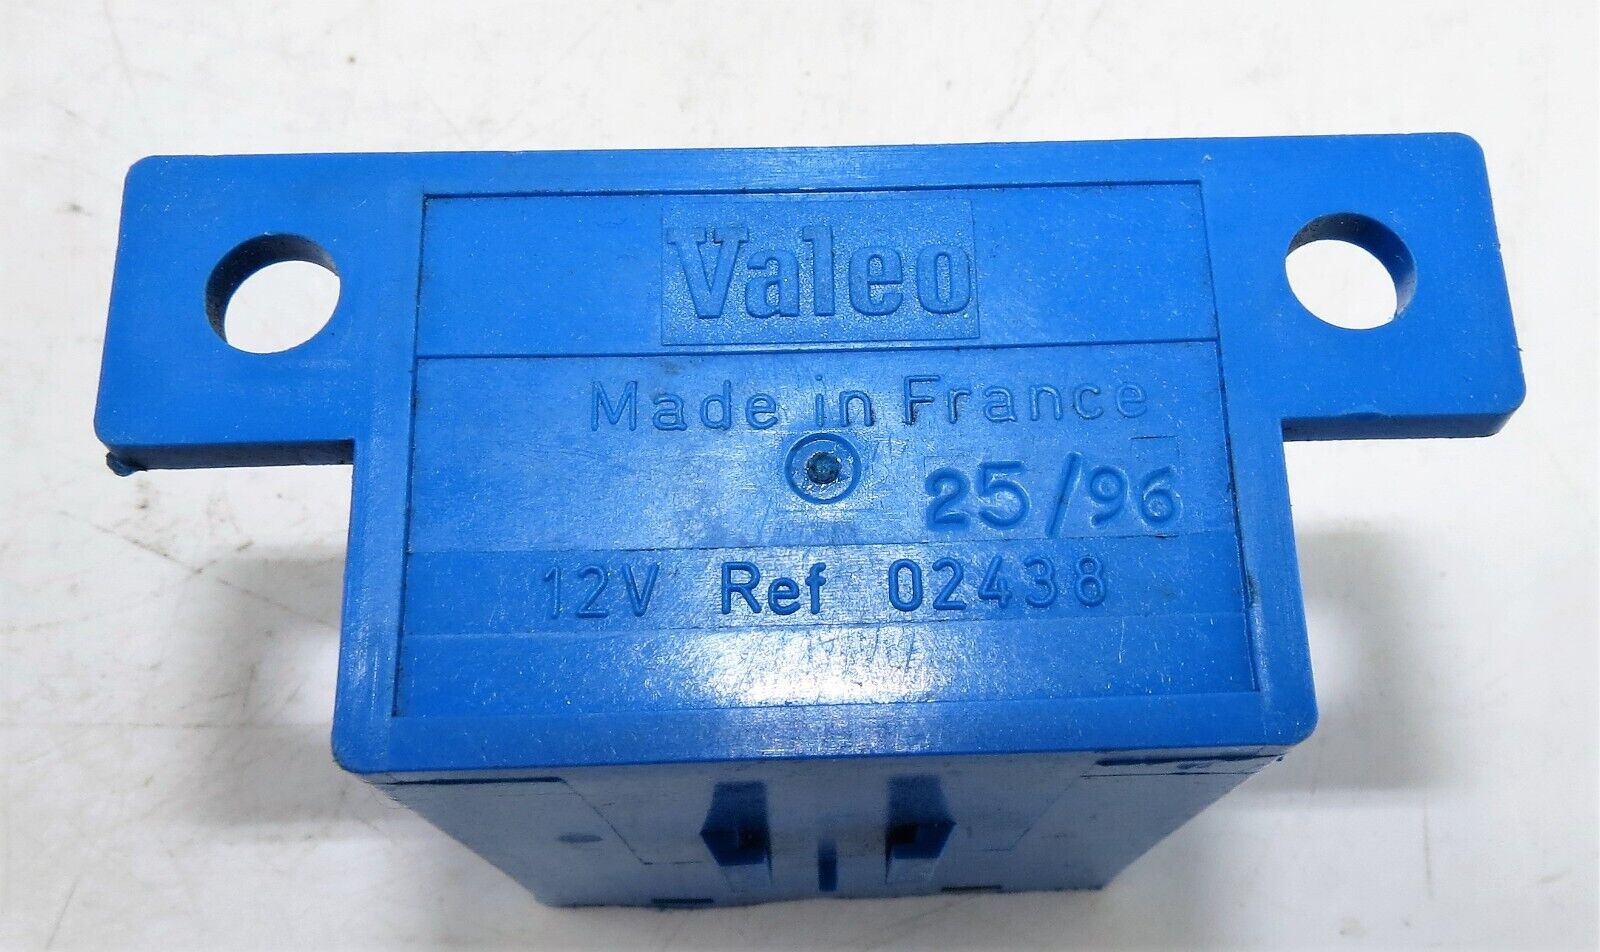 Valeo
Made in France
25/96
12V Ref 02438